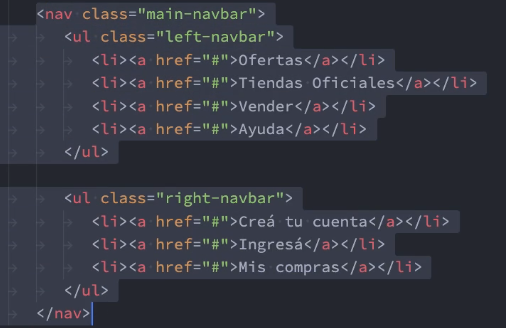 <nav class="main-navbar">
<ul class="left-navbar">
<li><a href="#">Ofertas</a></li>
<li><a href="#">Tiendas Oficiales</a></li>
<li><a href="#">Vender</a></li>
<li><a href="#">Ayuda</a></li>
</ul>
<ul class="right-navbar">
<li><a href="#">Creá tu cuenta</a></li>
<li><a href="#">Ingresá</a></li>
<li><a href="#">Mis compras</a></li>
</ul>
</nav>